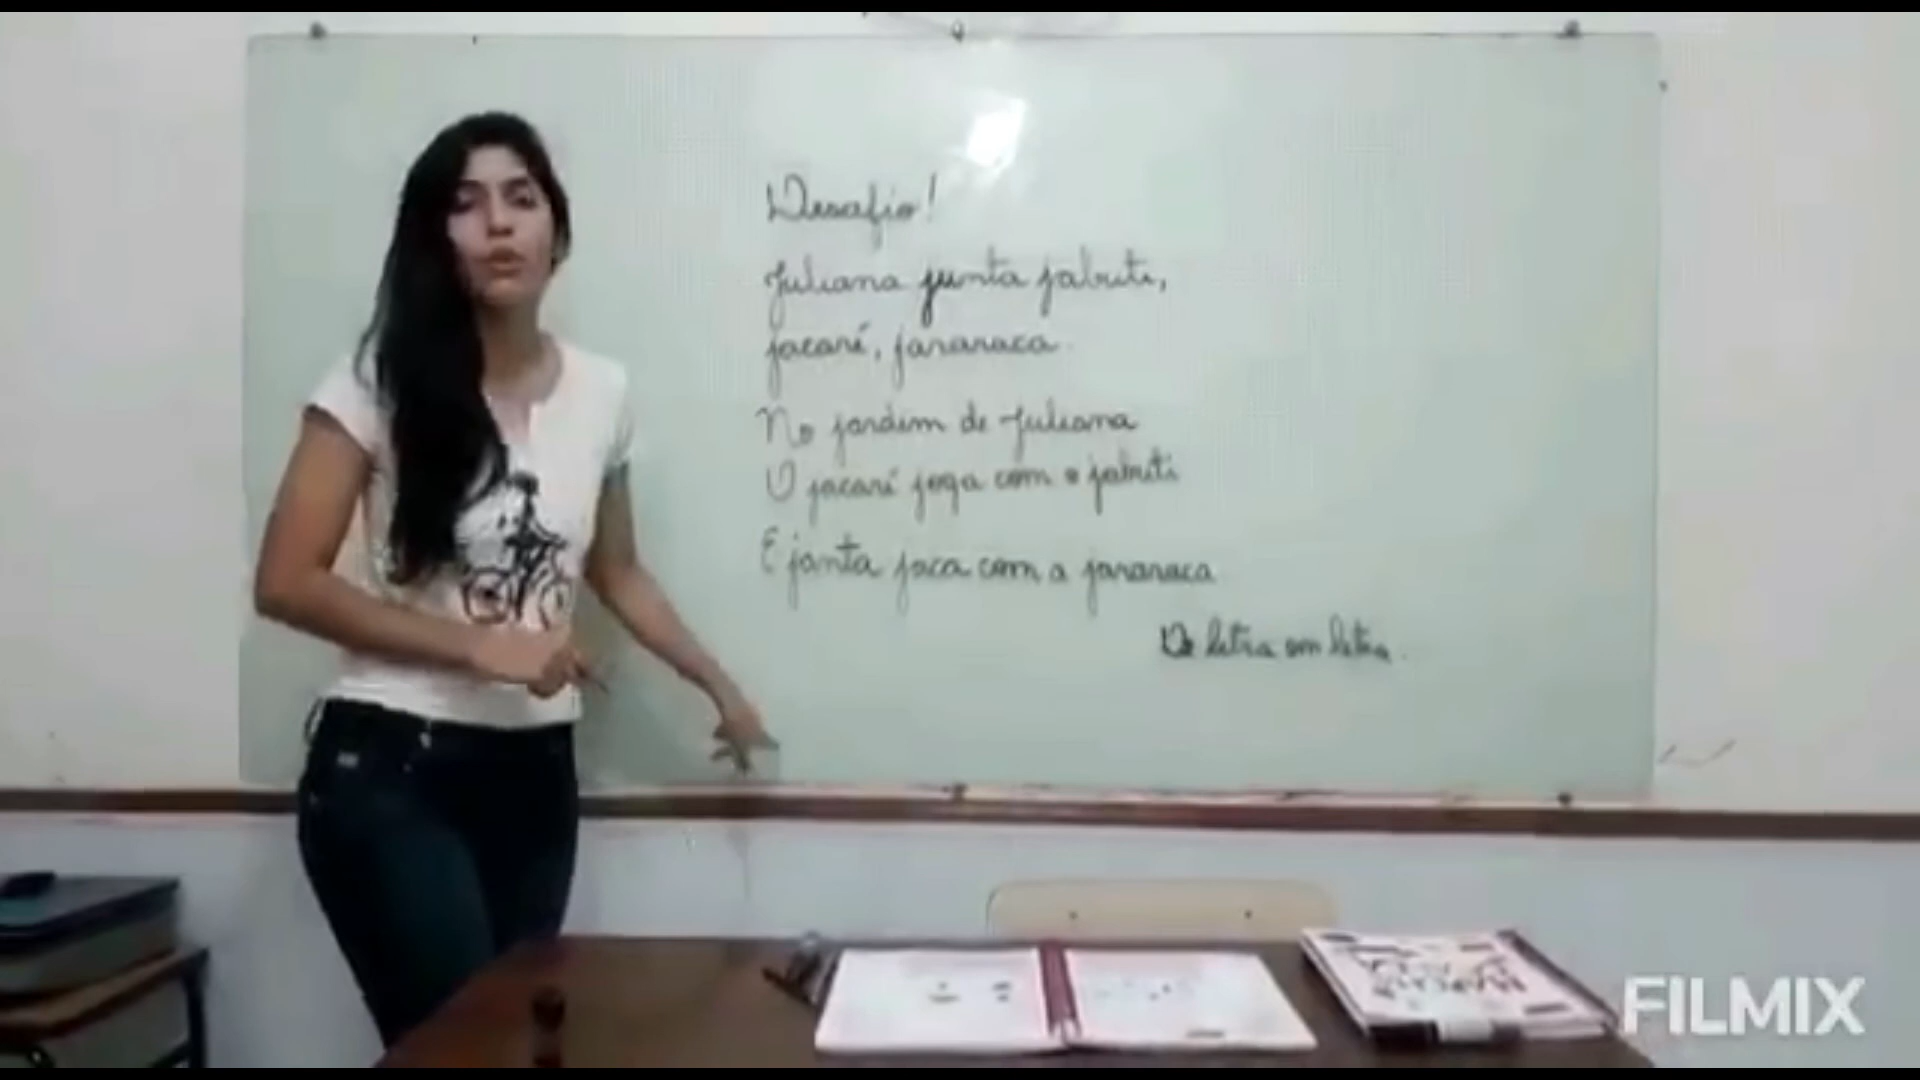 Desafio!
Juliana junta jabuti,
jacaré, jararaca.
No jardim de Juliana
O jacaré joga com o jabuti
E janta jaca com a jararaca
De letra em letra.
FILMIX